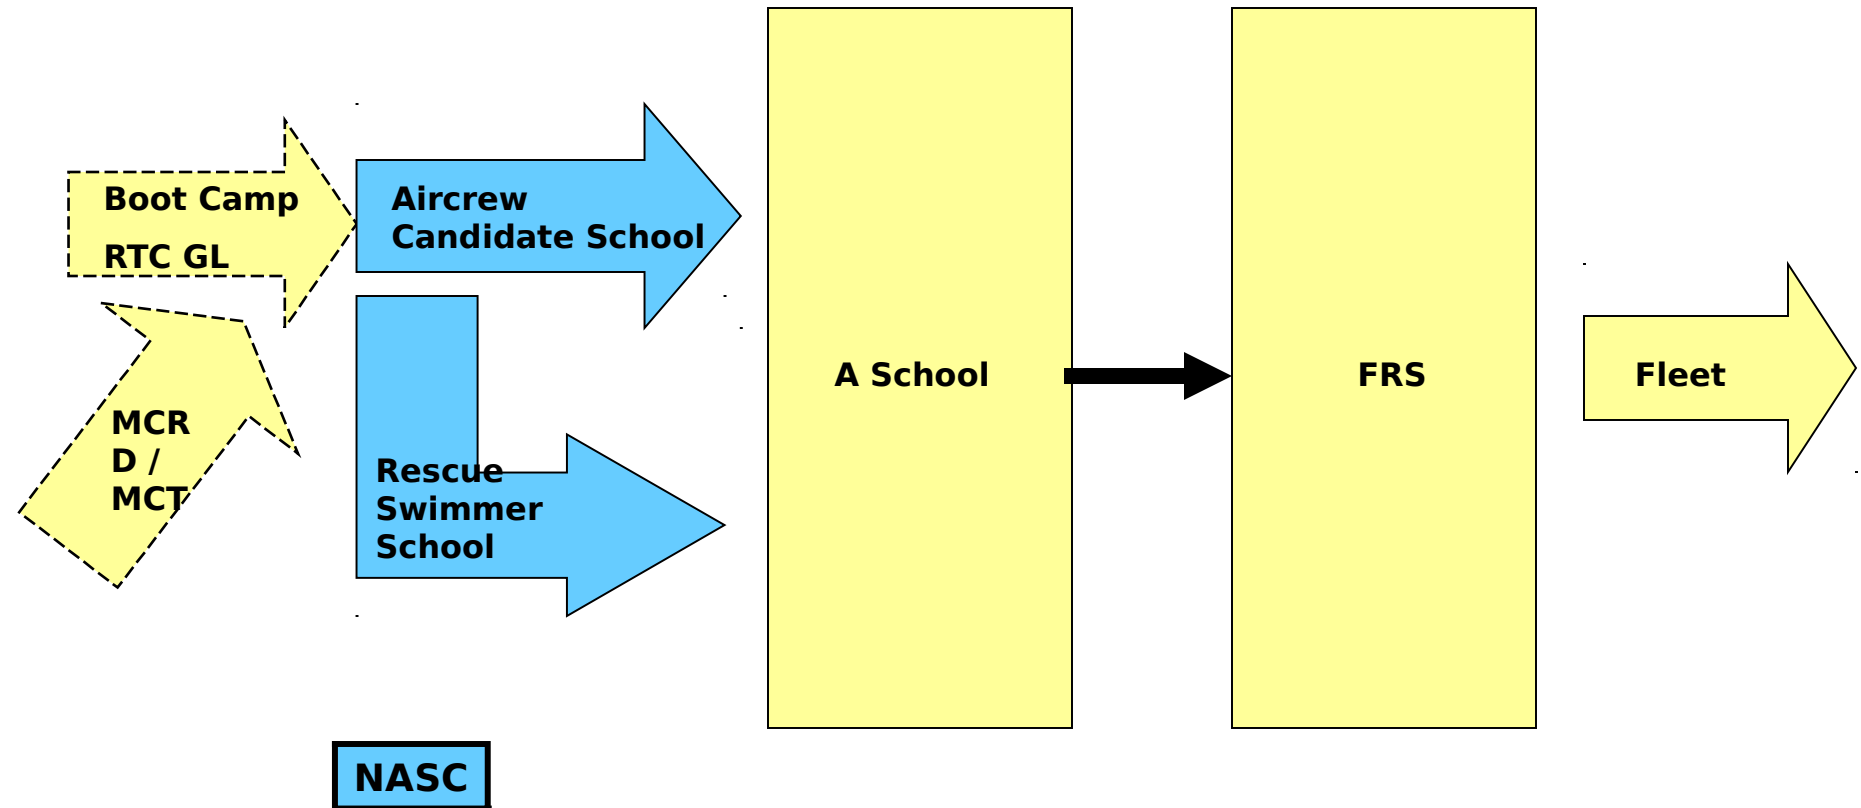 Boot Camp
RTC GL
Aircrew
Candidate School
MCR
D /
MCT
Rescue
Swimmer
School
A School
FRS
Fleet
NASC